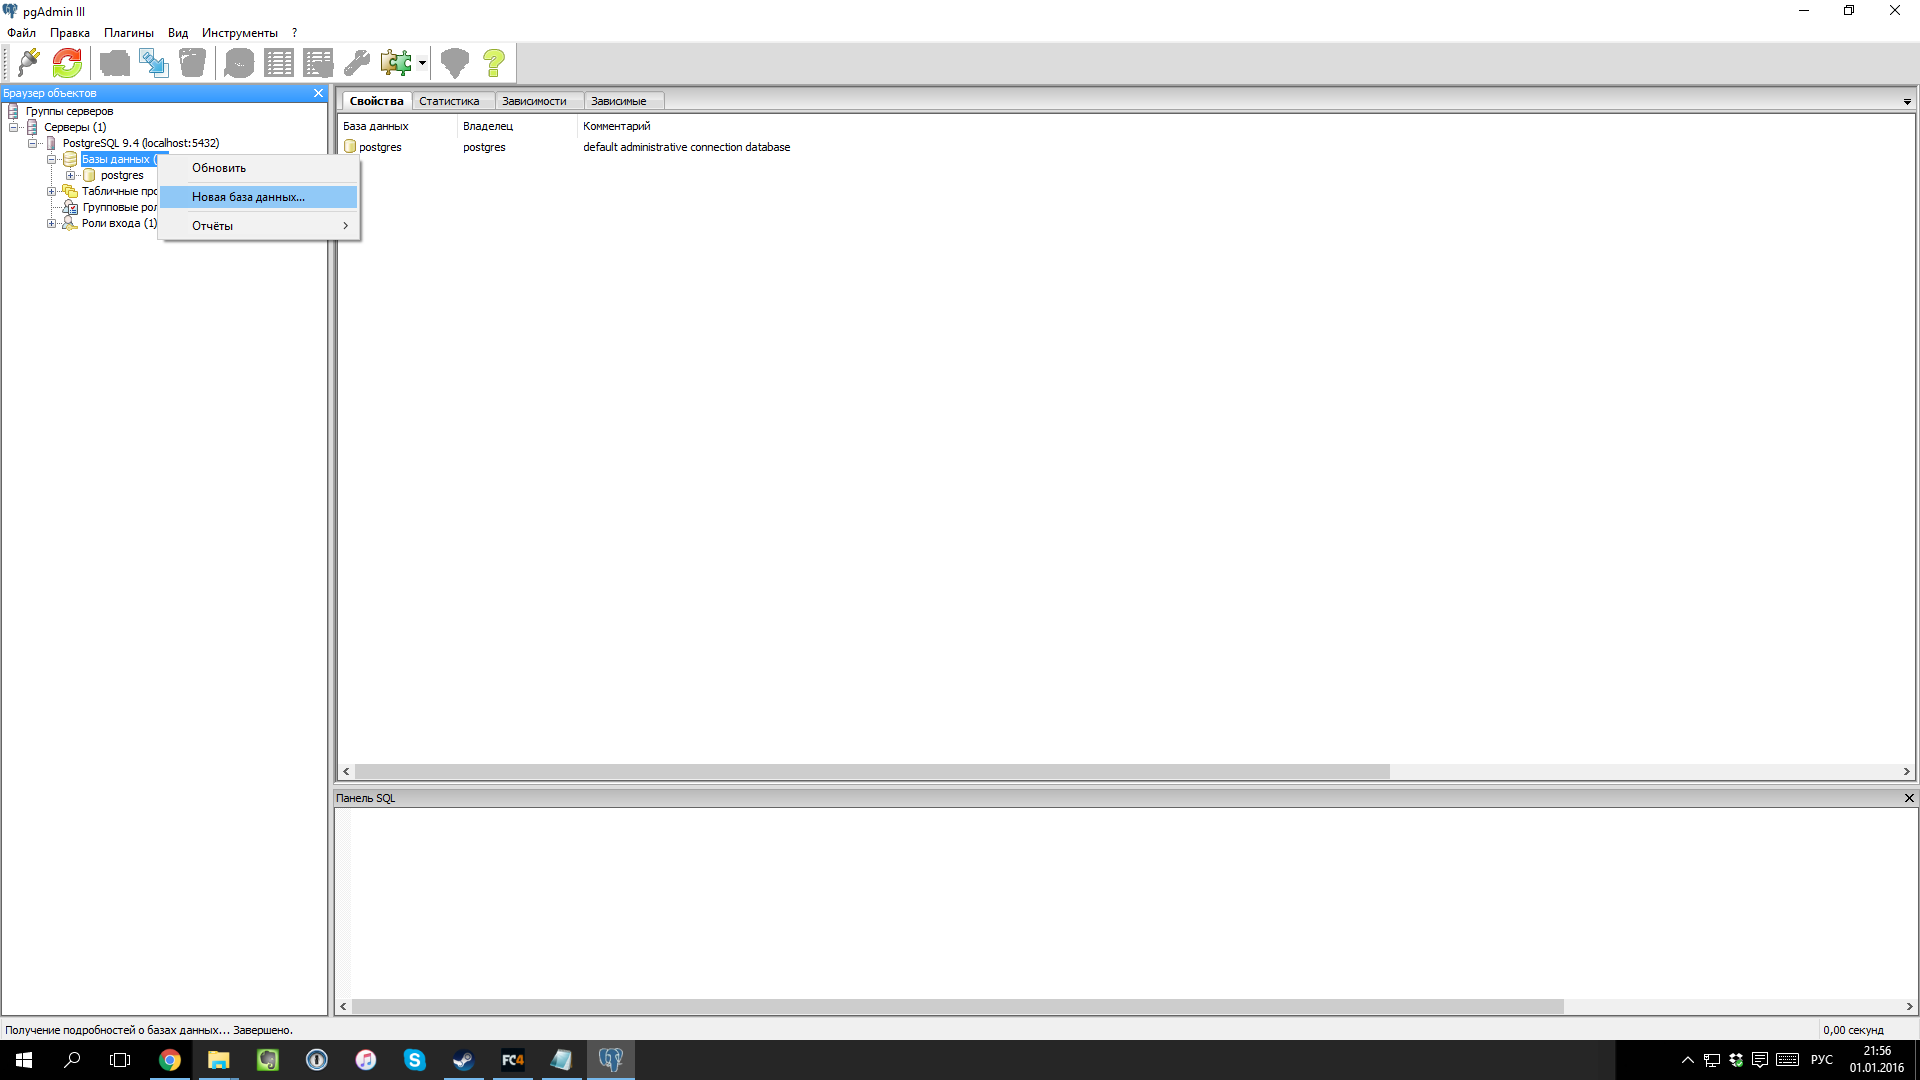 pgAdmin III
Файл Правка Плагины Вид Инструменты ?
Браузер объектов
Группы серверов
Серверы (1)
PostgreSQL 9.4 (localhost:5432)
Базы данных (
postgres
Табличные про
Групповые рол
Роли входа (1)
Обновить
Новая база данных...
Отчёты
Свойства Статистика Зависимости Зависимые
База данных Владелец Комментарий
postgres postgres default administrative connection database
Панель SQL
Получение подробностей о базах данных... Завершено.
0,00 секунд
FC4
РУС
21:56
01.01.2016